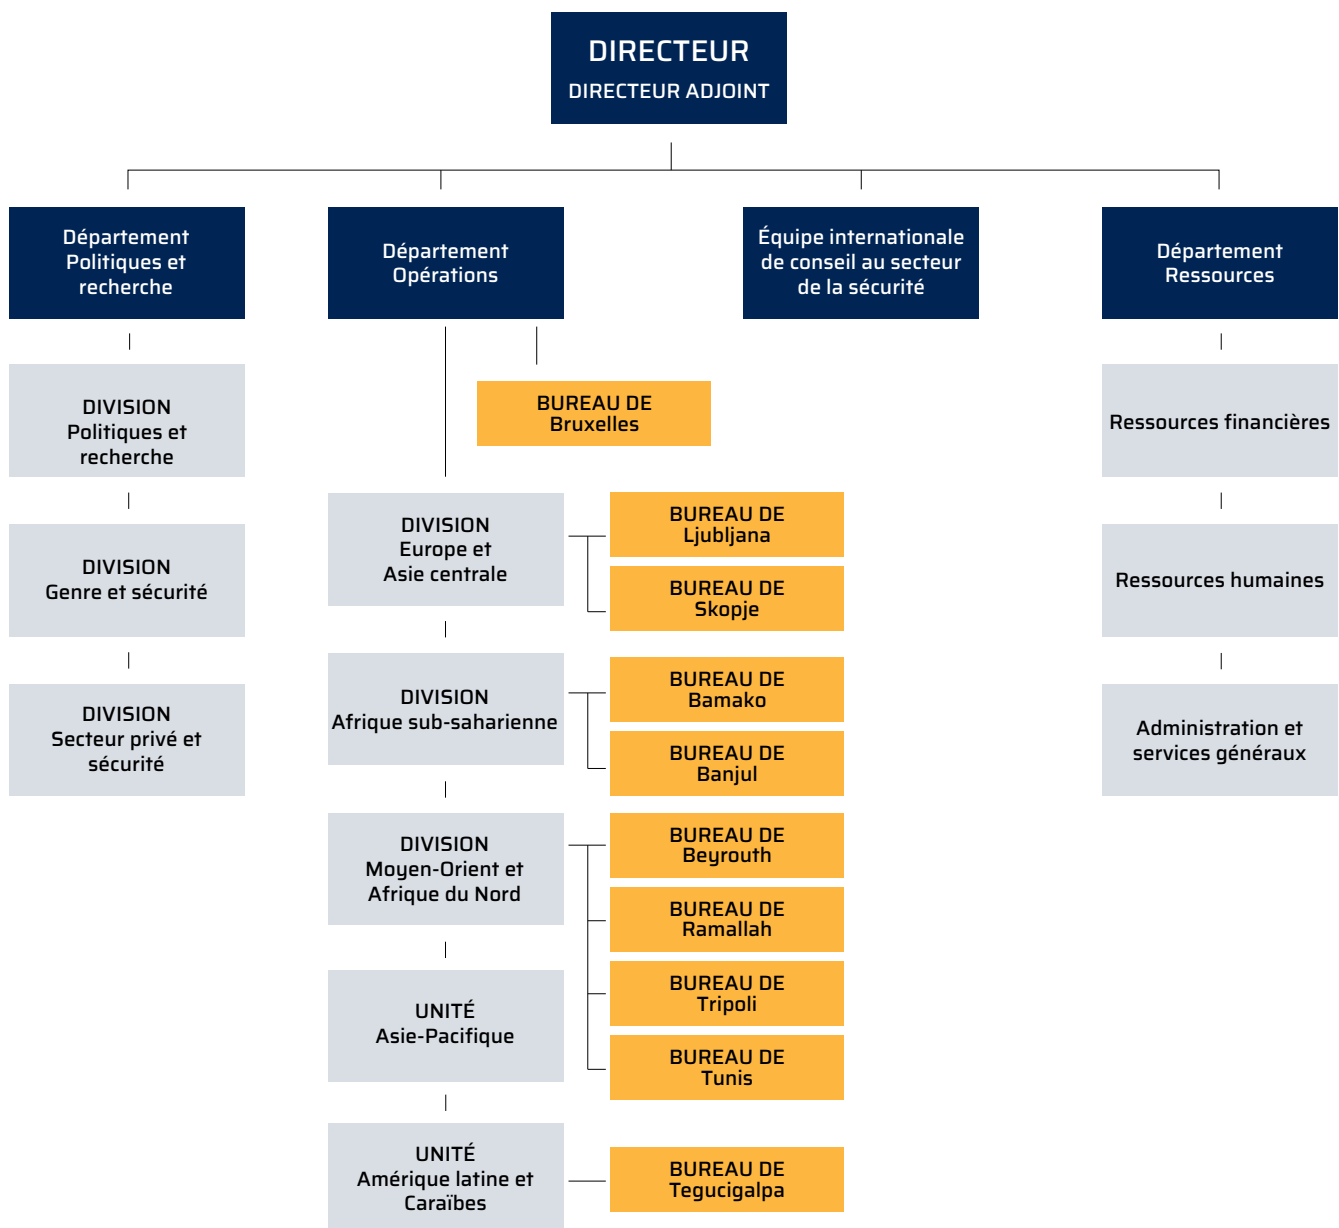 DIRECTEUR
DIRECTEUR ADJOINT
Département
Politiques et
recherche
Département
Opérations
Équipe internationale
de conseil au secteur
de la sécurité
Département
Ressources
DIVISION
Politiques et
recherche
DIVISION
Genre et sécurité
DIVISION
Secteur privé et
sécurité
BUREAU DE
Bruxelles
DIVISION
Europe et
Asie centrale
BUREAU DE
Ljubljana
BUREAU DE
Skopje
DIVISION
Afrique sub-saharienne
BUREAU DE
Bamako
BUREAU DE
Banjul
DIVISION
Moyen-Orient et
Afrique du Nord
BUREAU DE
Beyrouth
BUREAU DE
Ramallah
BUREAU DE
Tripoli
BUREAU DE
Tunis
UNITÉ
Asie-Pacifique
UNITÉ
Amérique latine et
Caraïbes
BUREAU DE
Tegucigalpa
Ressources financières
Ressources humaines
Administration et
services généraux